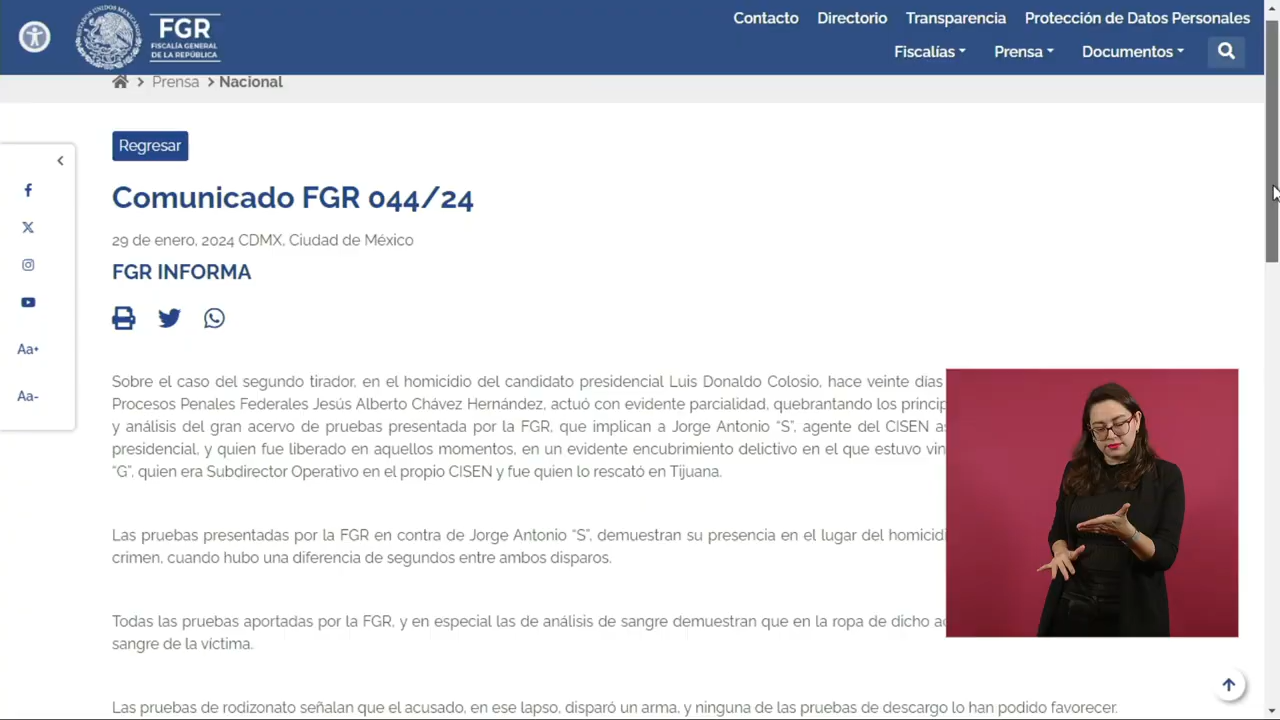 FGR
FISCALÍA GENERAL
DE LA REPÚBLICA
Contacto Directorio Transparencia Protección de Datos Personales
Fiscalías Prensa Documentos
Prensa > Nacional
Regresar
Comunicado FGR 044/24
29 de enero, 2024 CDMX, Ciudad de México
FGR INFORMA
Aa+
Aa-
Sobre el caso del segundo tirador, en el homicidio del candidato presidencial Luis Donaldo Colosio, hace veinte días
Procesos Penales Federales Jesús Alberto Chávez Hernández, actuó con evidente parcialidad, quebrantando los princip
y análisis del gran acervo de pruebas presentada por la FGR, que implican a Jorge Antonio “S”, agente del CISEN as
presidencial, y quien fue liberado en aquellos momentos, en un evidente encubrimiento delictivo en el que estuvo vin
“G”, quien era Subdirector Operativo en el propio CISEN y fue quien lo rescató en Tijuana.
Las pruebas presentadas por la FGR en contra de Jorge Antonio “S”, demuestran su presencia en el lugar del homicidi
crimen, cuando hubo una diferencia de segundos entre ambos disparos.
Todas las pruebas aportadas por la FGR, y en especial las de análisis de sangre demuestran que en la ropa de dicho ac
sangre de la víctima.
Las pruebas de rodizonato señalan que el acusado, en ese lapso, disparó un arma, y ninguna de las pruebas de descargo lo han podido favorecer.